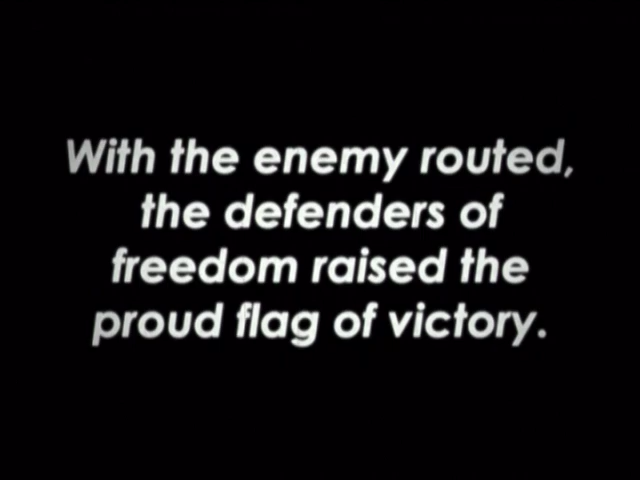 With the enemy routed,
the defenders of
freedom raised the
proud flag of victory.